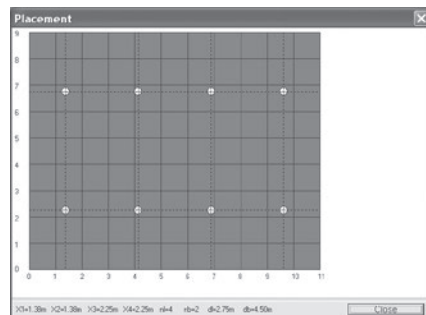 Placement
9
8
7
6
5
4
3
2
1
0
0 1 2 3 4 5 6 7 8 9 10 11
X1=1.38m X2=1.38m X3=2.25m X4=2.25m nl=4 nb=2 dl=2.75m db=4.50m
Close